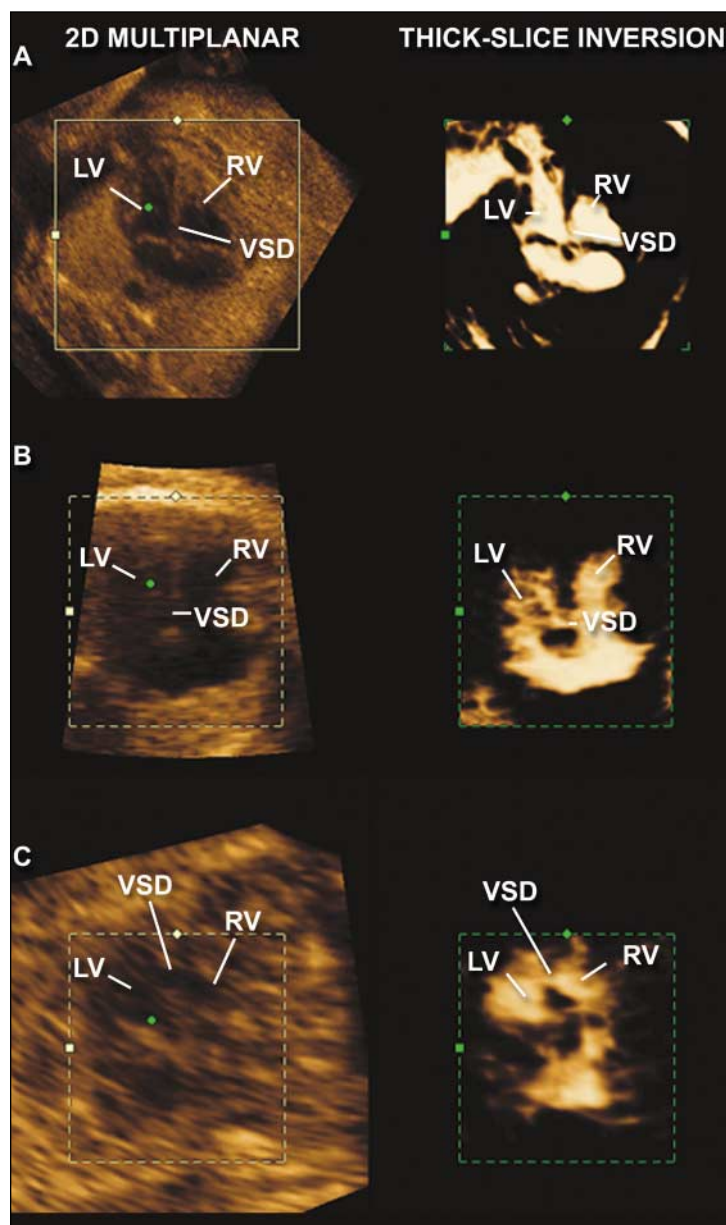 2D MULTIPLANAR THICK-SLICE INVERSION
A
LV RV VSD
LV RV VSD
B
LV RV VSD
LV RV VSD
C
VSD RV LV
VSD LV RV